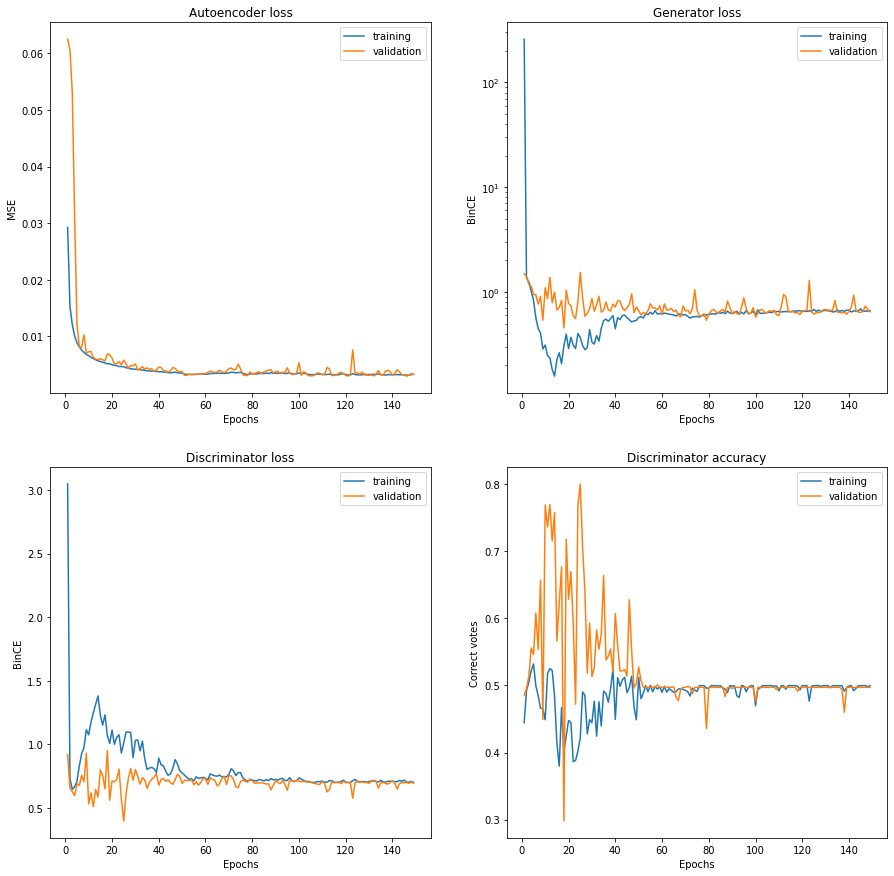 Autoencoder loss
training
validation
MSE
0.06
0.05
0.04
0.03
0.02
0.01
0 20 40 60 80 100 120 140
Epochs
Generator loss
training
validation
BinCE
10²
10¹
10⁰
0 20 40 60 80 100 120 140
Epochs
Discriminator loss
training
validation
BinCE
3.0
2.5
2.0
1.5
1.0
0.5
0 20 40 60 80 100 120 140
Epochs
Discriminator accuracy
training
validation
Correct votes
0.8
0.7
0.6
0.5
0.4
0.3
0 20 40 60 80 100 120 140
Epochs